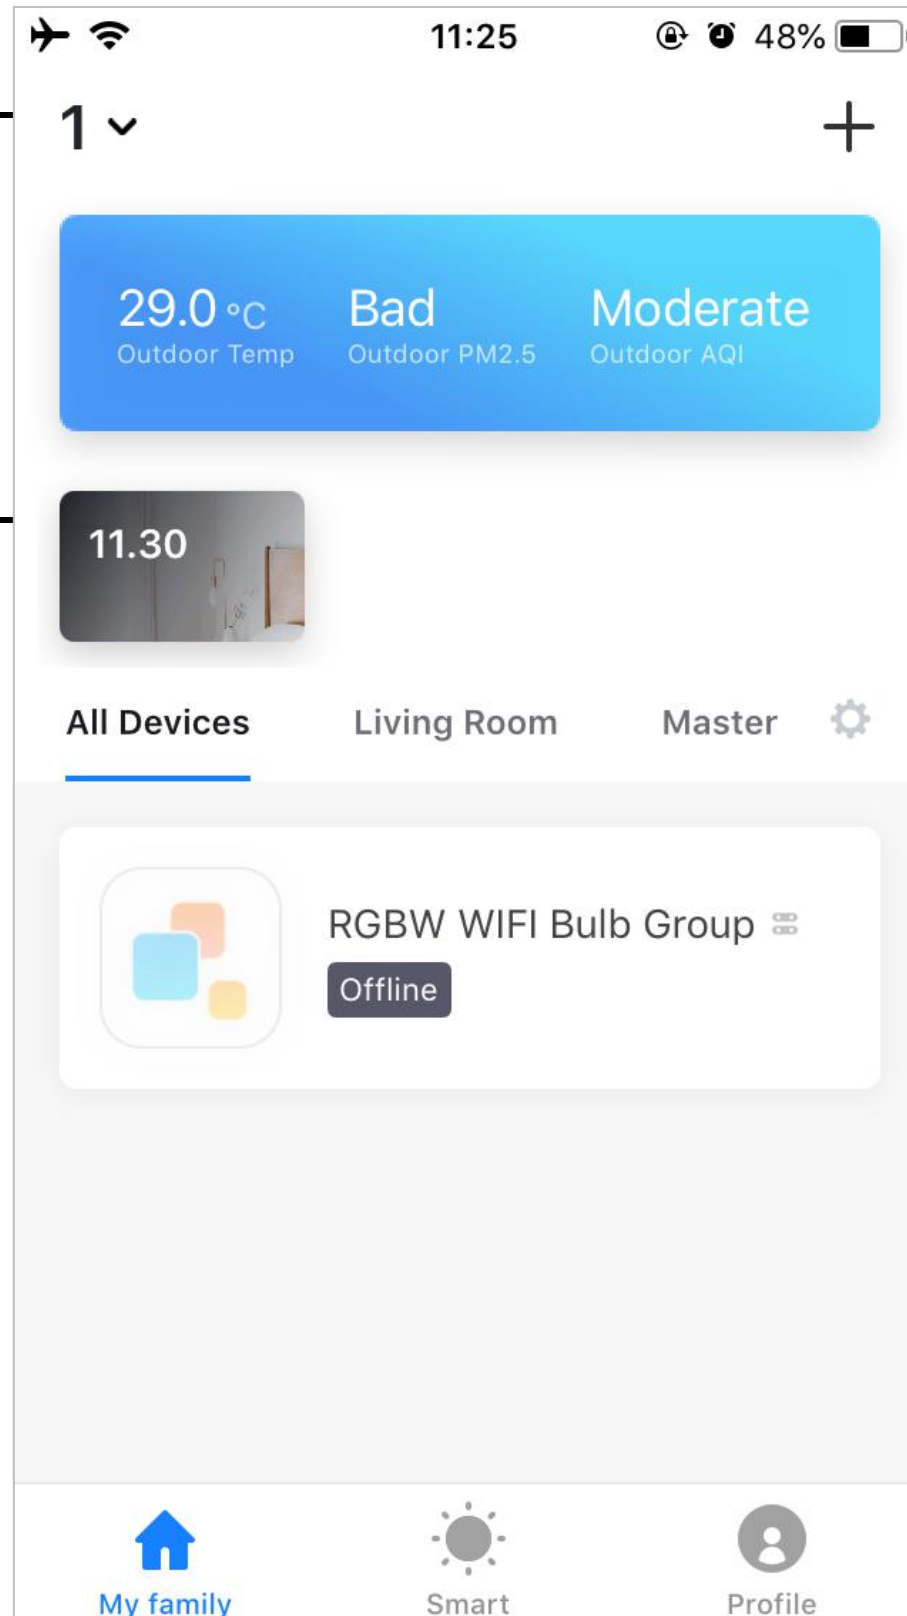 11:25 48%
1
29.0 °C Bad Moderate
Outdoor Temp Outdoor PM2.5 Outdoor AQI
11.30
All Devices Living Room Master
RGBW WIFI Bulb Group
Offline
My family Smart Profile